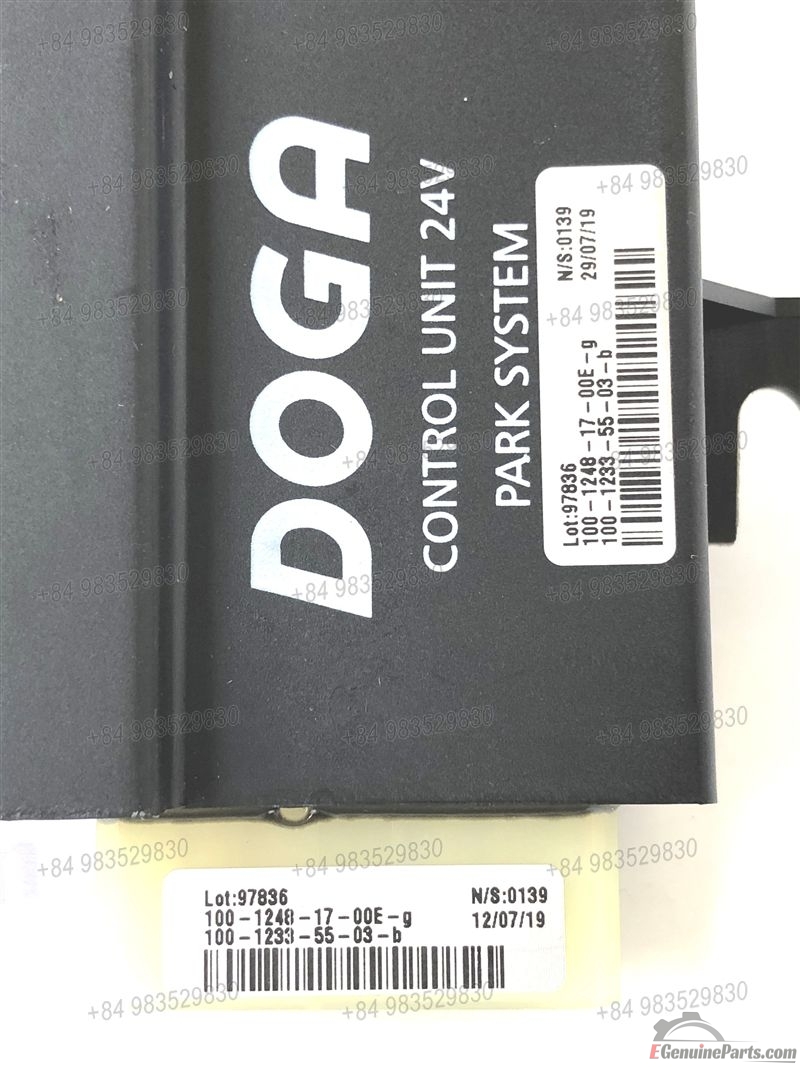 DOGA
CONTROL UNIT 24V
PARK SYSTEM
Lot:97836 N/S:0139
100-1248-17-00E-g 29/07/19
100-1233-55-03-b
Lot:97836 N/S:0139
100-1248-17-00E-g 12/07/19
100-1233-55-03-b
+84 983529830
EGenuineParts.com